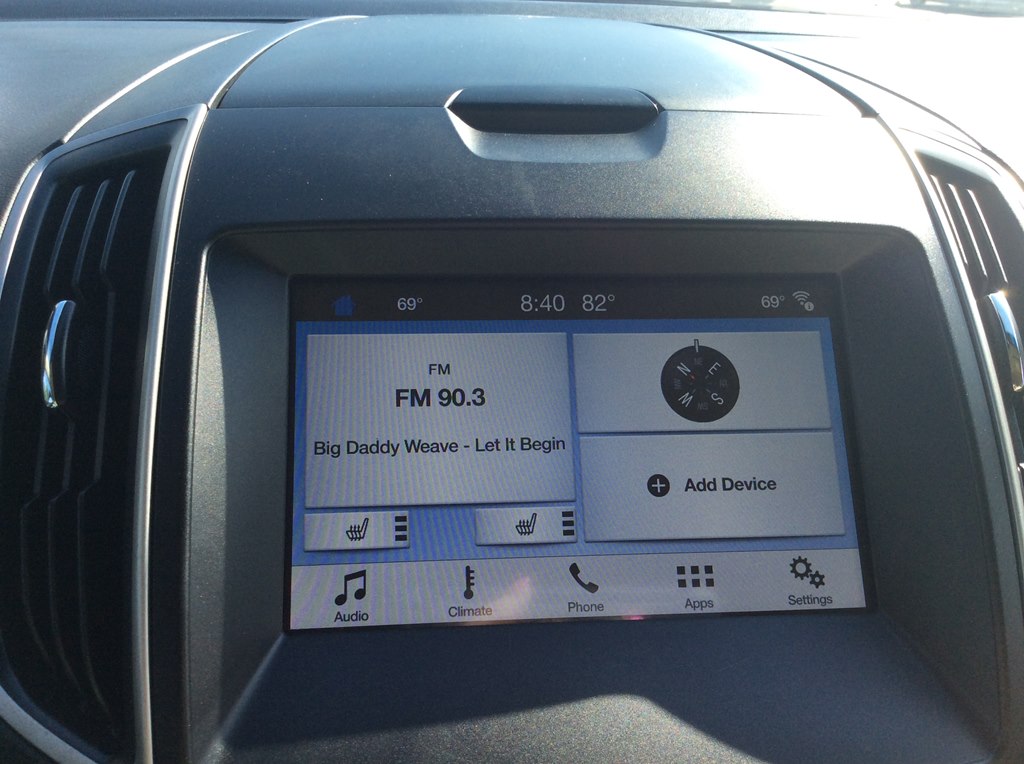 69° 8:40 82° 69°
FM
FM 90.3
Big Daddy Weave - Let It Begin
N E
W S
Add Device
Audio Climate Phone Apps Settings